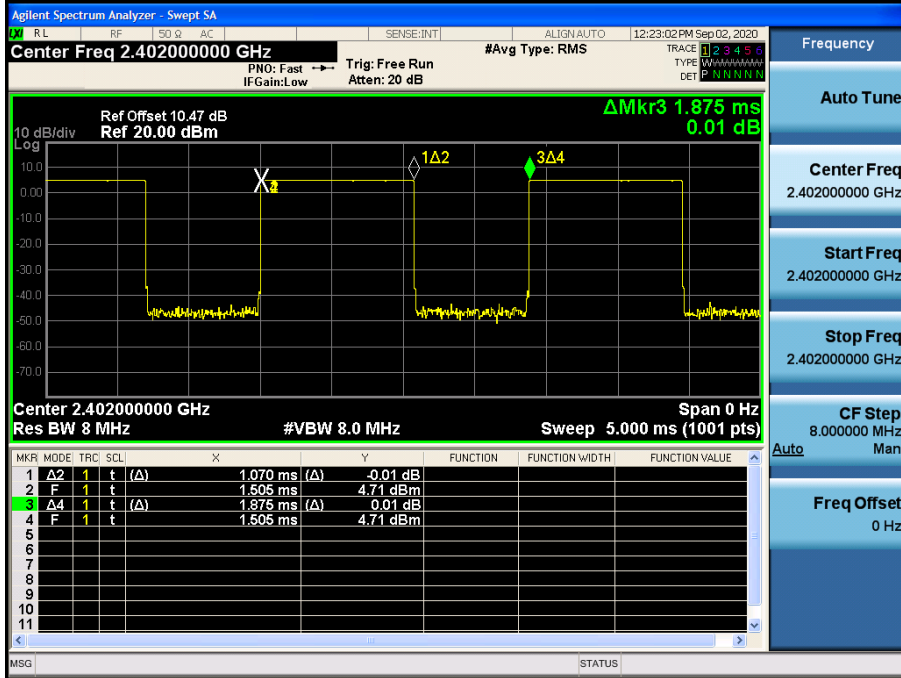 Agilent Spectrum Analyzer - Swept SA
LXI RL RF 50 Ω AC SENSE:INT ALIGN AUTO 12:23:02 PM Sep 02, 2020
Center Freq 2.402000000 GHz
PNO: Fast
IFGain:Low
Trig: Free Run
Atten: 20 dB
#Avg Type: RMS
TRACE 1 2 3 4 5 6
TYPE WWWWWW
DET P N N N N N
ΔMkr3 1.875 ms
0.01 dB
Ref Offset 10.47 dB
10 dB/div Ref 20.00 dBm
Log
10.0
0.00
-10.0
-20.0
-30.0
-40.0
-50.0
-60.0
-70.0
1Δ2
3Δ4
Center 2.402000000 GHz Span 0 Hz
Res BW 8 MHz #VBW 8.0 MHz Sweep 5.000 ms (1001 pts)
MKR MODE TRC SCL X Y FUNCTION FUNCTION WIDTH FUNCTION VALUE
1 Δ2 1 t (Δ) 1.070 ms (Δ) -0.01 dB
2 F 1 t 1.505 ms 4.71 dBm
3 Δ4 1 t (Δ) 1.875 ms (Δ) 0.01 dB
4 F 1 t 1.505 ms 4.71 dBm
5
6
7
8
9
10
11
MSG STATUS
Frequency
Auto Tune
Center Freq
2.402000000 GHz
Start Freq
2.402000000 GHz
Stop Freq
2.402000000 GHz
CF Step
8.000000 MHz
Auto Man
Freq Offset
0 Hz